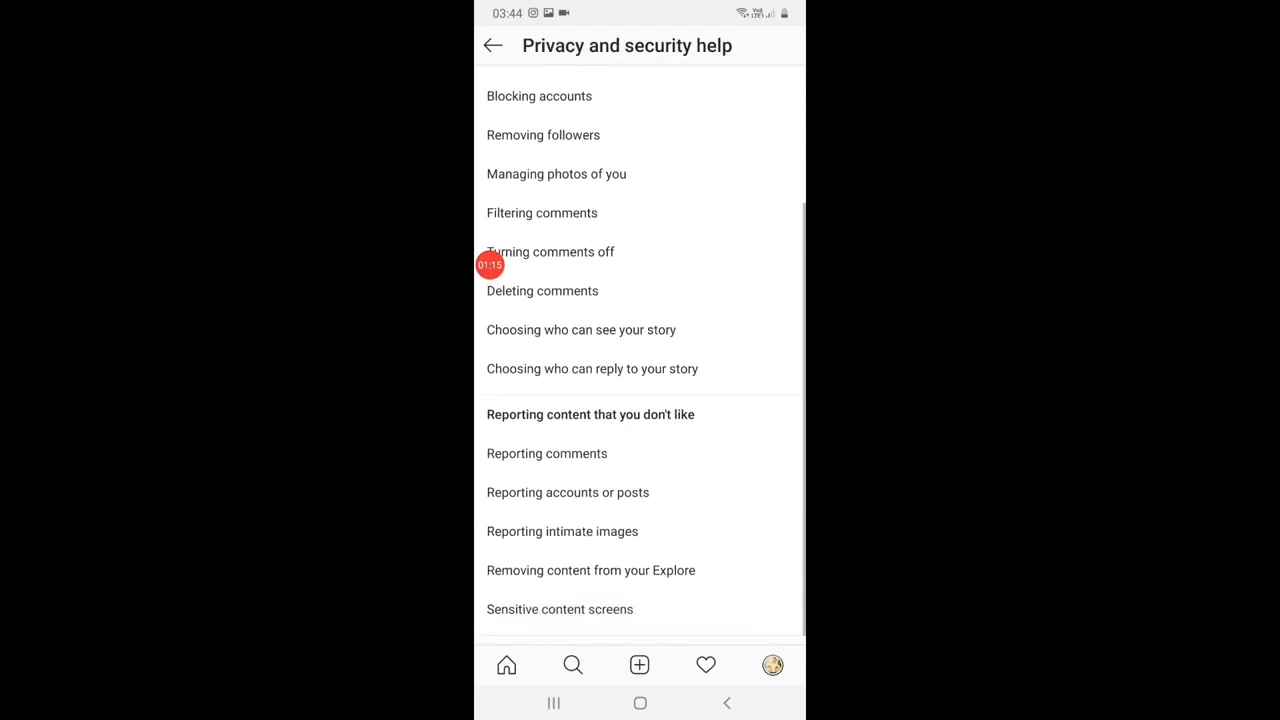 03:44
Privacy and security help
Blocking accounts
Removing followers
Managing photos of you
Filtering comments
Turning comments off
01:15
Deleting comments
Choosing who can see your story
Choosing who can reply to your story
Reporting content that you don't like
Reporting comments
Reporting accounts or posts
Reporting intimate images
Removing content from your Explore
Sensitive content screens